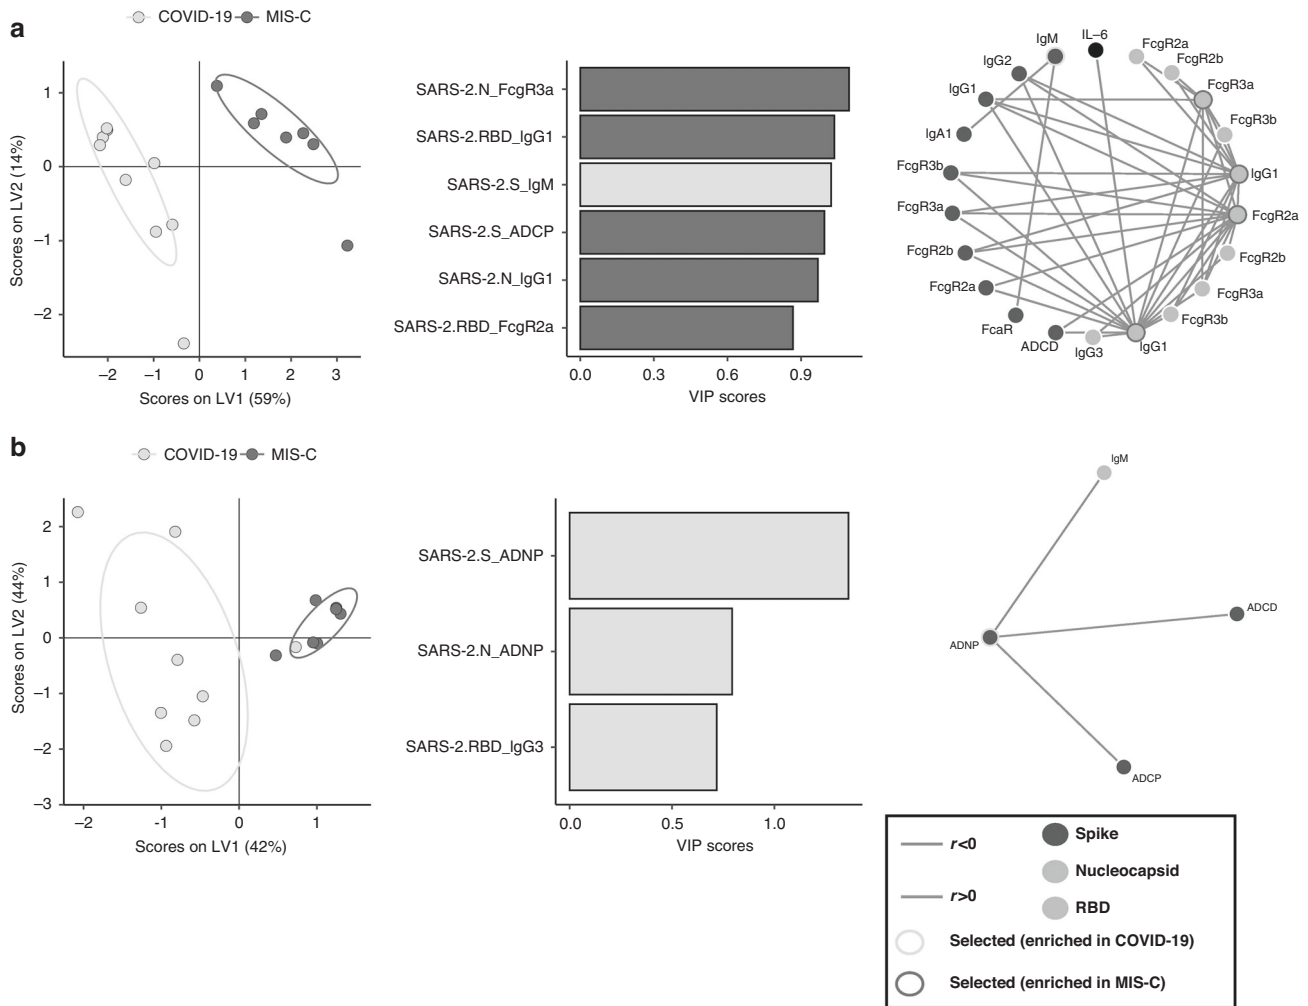 a
COVID-19 MIS-C
Scores on LV2 (14%)
1
0
−1
−2
−2 −1 0 1 2 3
Scores on LV1 (59%)
SARS-2.N_FcgR3a
SARS-2.RBD_IgG1
SARS-2.S_IgM
SARS-2.S_ADCP
SARS-2.N_IgG1
SARS-2.RBD_FcgR2a
0.0 0.3 0.6 0.9
VIP scores
IgM
IL−6
FcgR2a
FcgR2b
FcgR3a
FcgR3b
IgG1
FcgR2a
FcgR2b
FcgR3a
FcgR3b
IgG1
IgG3
ADCD
FcaR
FcgR2a
FcgR2b
FcgR3a
FcgR3b
IgA1
IgG1
IgG2
b
COVID-19 MIS-C
Scores on LV2 (44%)
2
1
0
−1
−2
−3
−2 -1 0 1
Scores on LV1 (42%)
SARS-2.S_ADNP
SARS-2.N_ADNP
SARS-2.RBD_IgG3
0.0 0.5 1.0
VIP scores
IgM
ADCD
ADNP
ADCP
r<0
r>0
Spike
Nucleocapsid
RBD
Selected (enriched in COVID-19)
Selected (enriched in MIS-C)